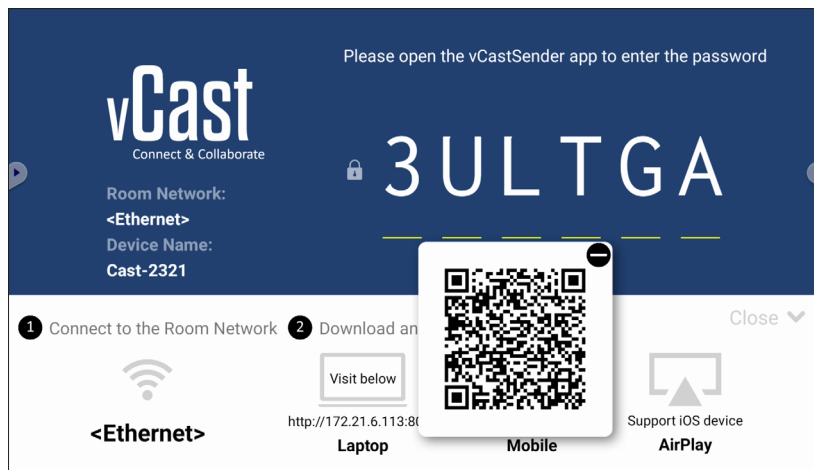 Please open the vCastSender app to enter the password
vCast
Connect & Collaborate
3ULTGA
Room Network:
<Ethernet>
Device Name:
Cast-2321
Close
1 Connect to the Room Network
2 Download an
Visit below
<Ethernet>
http://172.21.6.113:80
Laptop
Mobile
Support iOS device
AirPlay